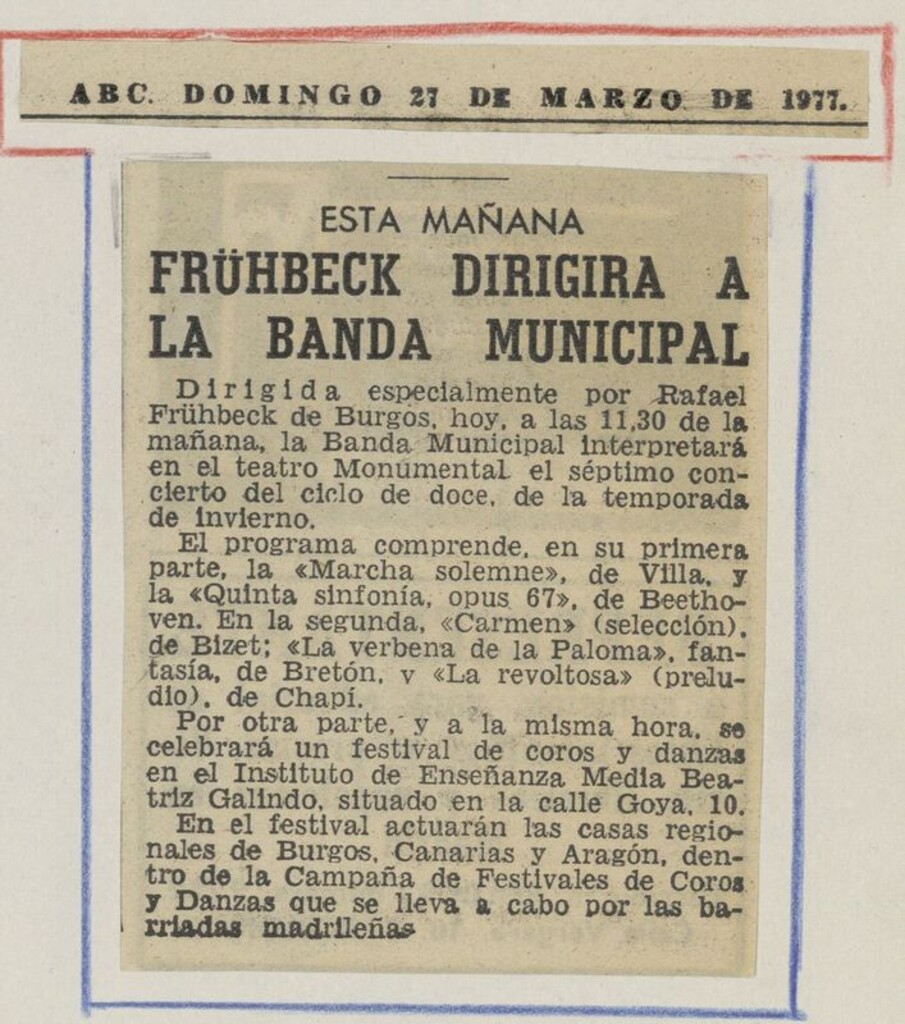 ABC. DOMINGO 27 DE MARZO DE 1977.
ESTA MAÑANA
FRÜHBECK DIRIGIRA A
LA BANDA MUNICIPAL
Dirigida especialmente por Rafael
Frühbeck de Burgos, hoy, a las 11,30 de la
mañana, la Banda Municipal interpretará
en el teatro Monumental el séptimo con-
cierto del ciclo de doce, de la temporada
de invierno.
El programa comprende, en su primera
parte, la «Marcha solemne», de Villa, y
la «Quinta sinfonía, opus 67», de Beetho-
ven. En la segunda, «Carmen» (selección),
de Bizet; «La verbena de la Paloma», fan-
tasía, de Bretón, y «La revoltosa» (prelu-
dio), de Chapí.
Por otra parte, y a la misma hora, se
celebrará un festival de coros y danzas
en el Instituto de Enseñanza Media Bea-
triz Galindo, situado en la calle Goya, 10.
En el festival actuarán las casas regio-
nales de Burgos, Canarias y Aragón, den-
tro de la Campaña de Festivales de Coros
y Danzas que se lleva a cabo por las ba-
rriadas madrileñas